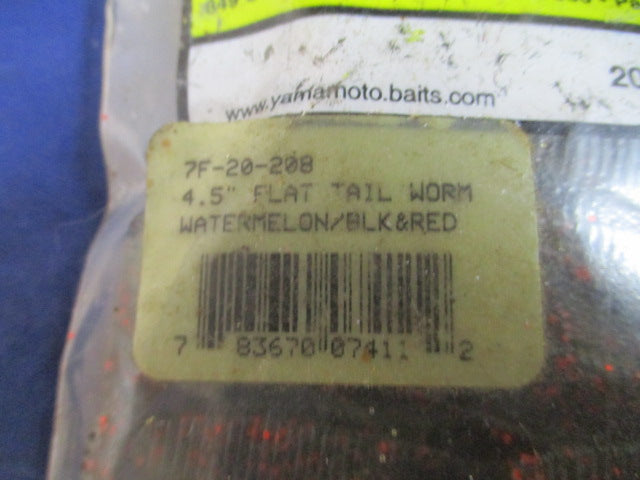 www.yamamoto.baits.com
20
7F-20-208
4.5" FLAT TAIL WORM
WATERMELON/BLK&RED
7 83670 07411 2